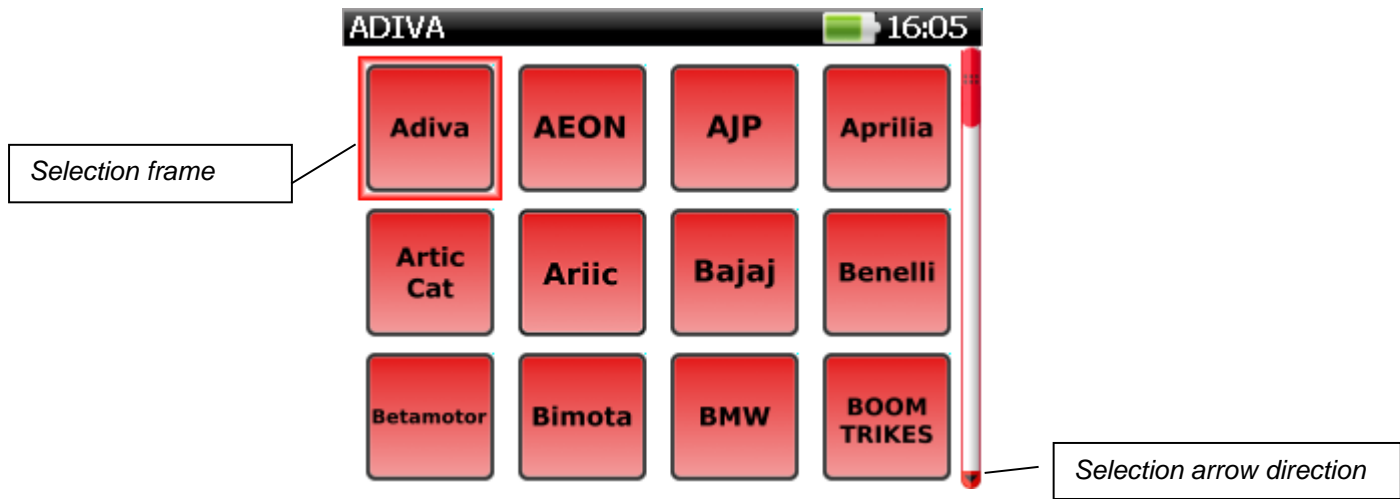 ADIVA 16:05
Adiva AEON AJP Aprilia
Selection frame
Artic
Cat
Ariic Bajaj Benelli
Betamotor Bimota BMW
BOOM
TRIKES
Selection arrow direction